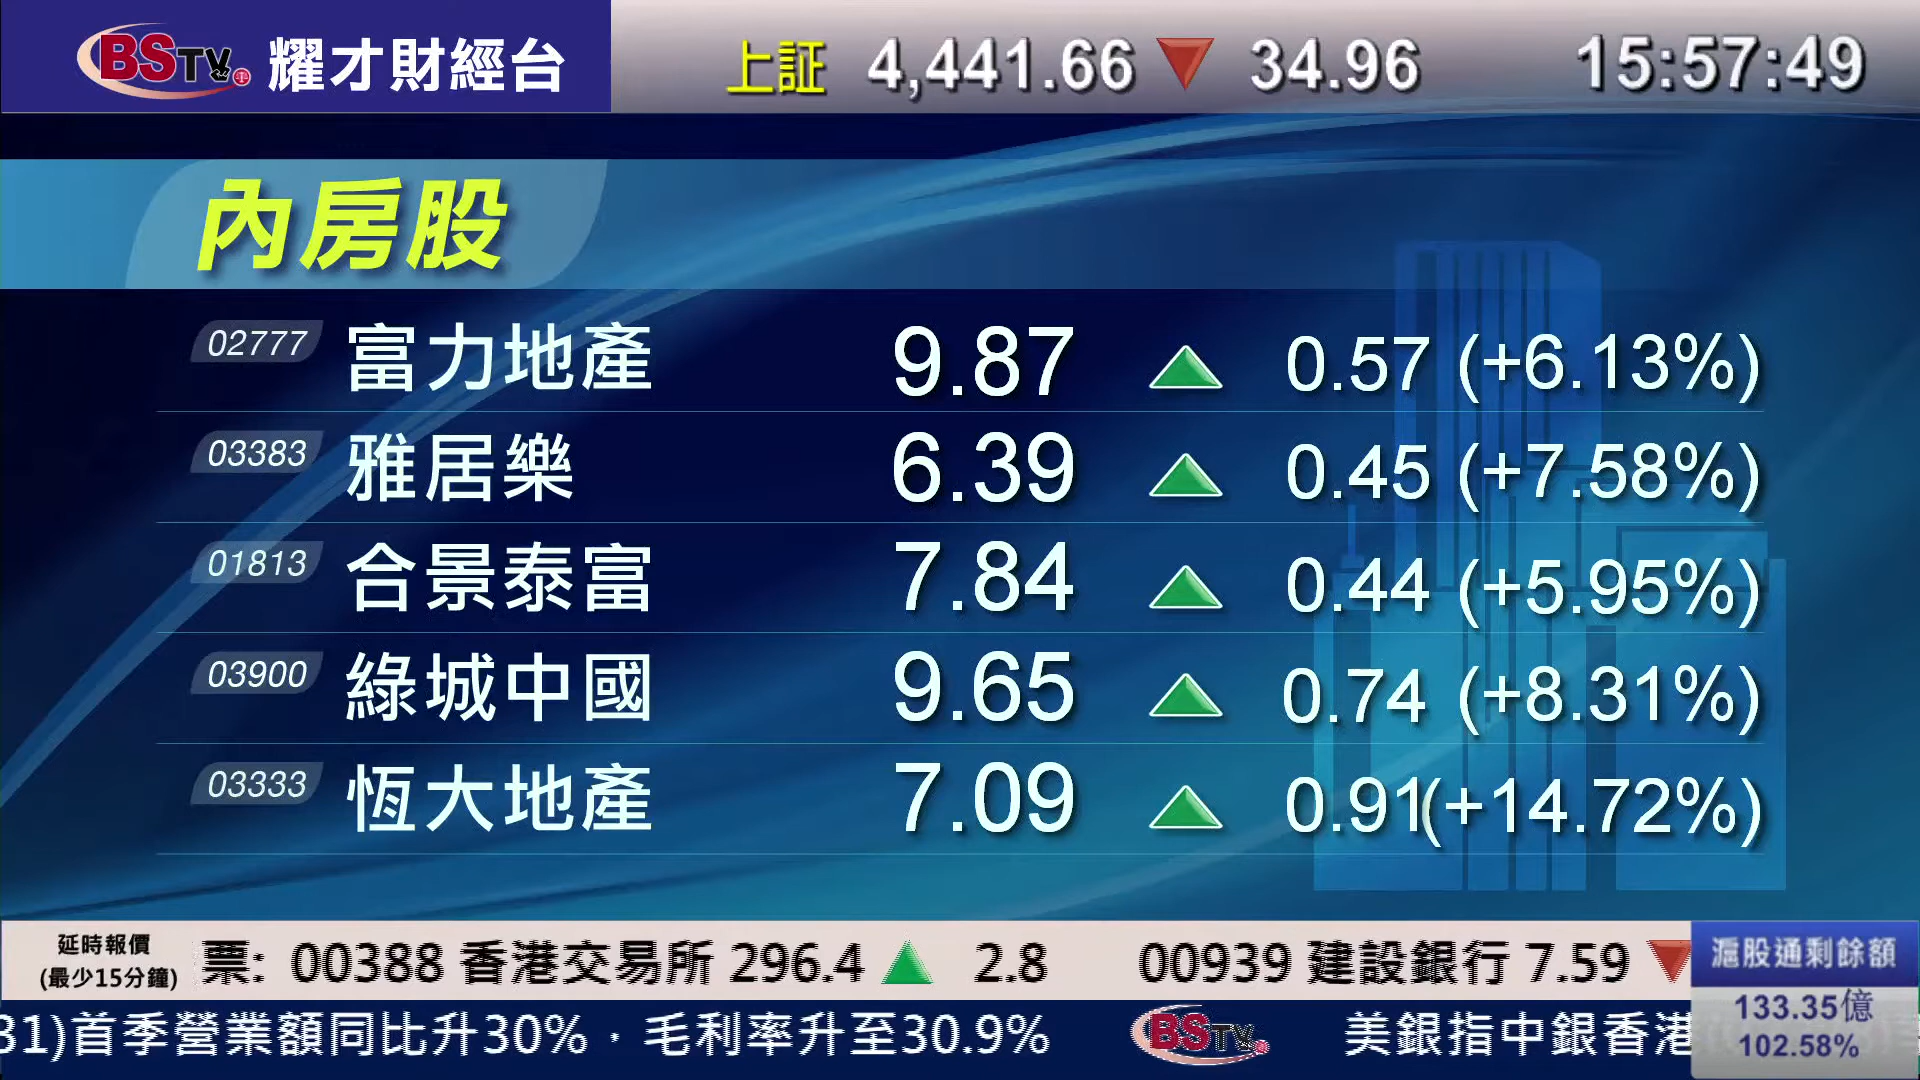 BSTV 耀才財經台
上証 4,441.66 ▼ 34.96 15:57:49
內房股
02777 富力地產 9.87 ▲ 0.57 (+6.13%)
03383 雅居樂 6.39 ▲ 0.45 (+7.58%)
01813 合景泰富 7.84 ▲ 0.44 (+5.95%)
03900 綠城中國 9.65 ▲ 0.74 (+8.31%)
03333 恆大地產 7.09 ▲ 0.91(+14.72%)
延時報價
(最少15分鐘)
票: 00388 香港交易所 296.4 ▲ 2.8 00939 建設銀行 7.59 ▼
滬股通剩餘額
133.35億
102.58%
31)首季營業額同比升30%，毛利率升至30.9% BSTV 美銀指中銀香港